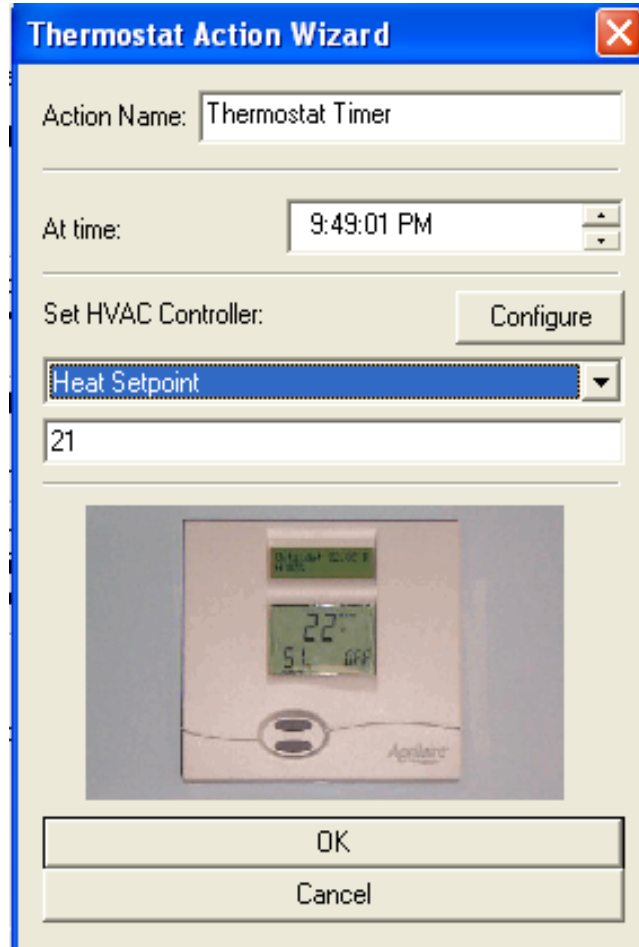 Thermostat Action Wizard
Action Name: Thermostat Timer
At time: 9:49:01 PM
Set HVAC Controller: Configure
Heat Setpoint
21
22
51 OFF
Aprilaire
OK
Cancel